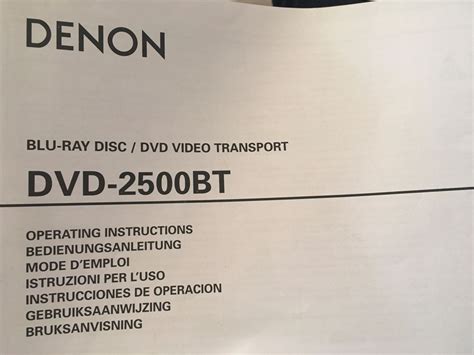 DENON
BLU-RAY DISC / DVD VIDEO TRANSPORT
DVD-2500BT
OPERATING INSTRUCTIONS
BEDIENUNGSANLEITUNG
MODE D'EMPLOI
ISTRUZIONI PER L'USO
INSTRUCCIONES DE OPERACION
GEBRUIKSAANWIJZING
BRUKSANVISNING